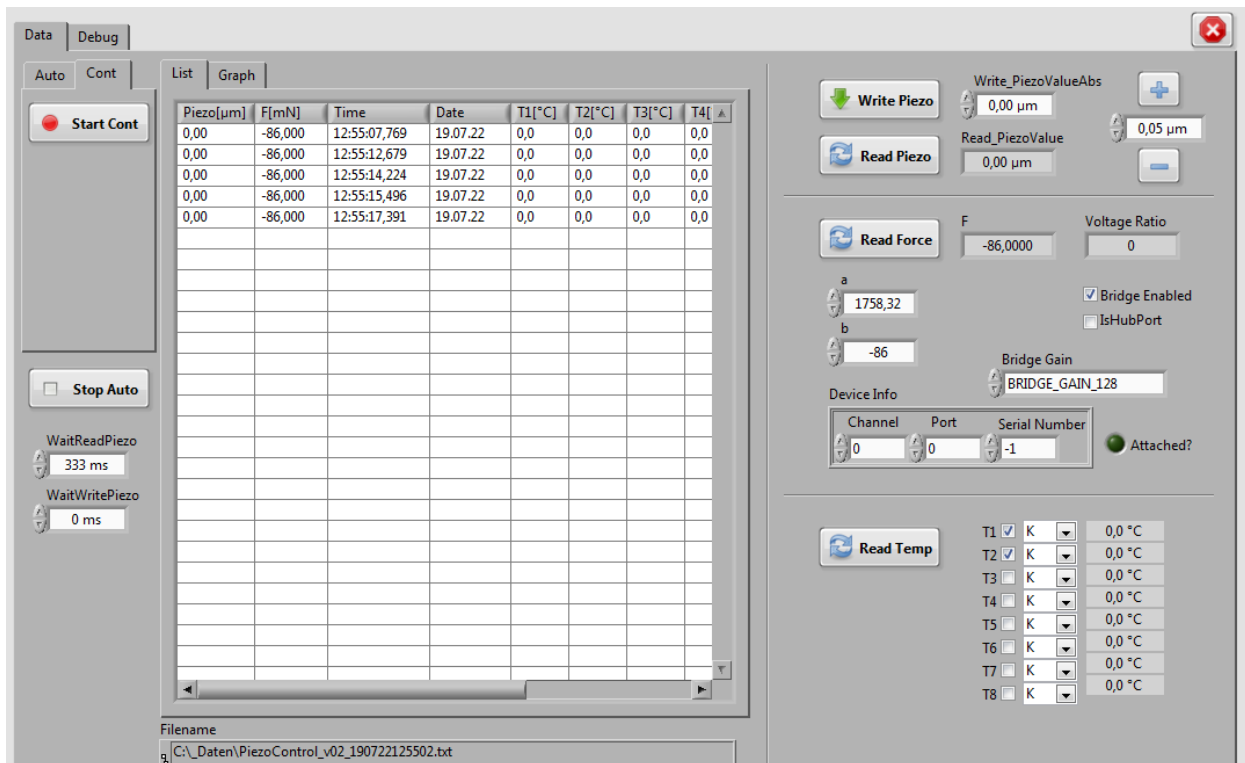 Data Debug
Auto Cont
Start Cont
Stop Auto
WaitReadPiezo
333 ms
WaitWritePiezo
0 ms
List Graph
Piezo[µm] F[mN] Time Date T1[°C] T2[°C] T3[°C] T4[
0,00 -86,000 12:55:07,769 19.07.22 0,0 0,0 0,0 0,0
0,00 -86,000 12:55:12,679 19.07.22 0,0 0,0 0,0 0,0
0,00 -86,000 12:55:14,224 19.07.22 0,0 0,0 0,0 0,0
0,00 -86,000 12:55:15,496 19.07.22 0,0 0,0 0,0 0,0
0,00 -86,000 12:55:17,391 19.07.22 0,0 0,0 0,0 0,0
Filename
C:\_Daten\PiezoControl_v02_190722125502.txt
Write Piezo
Write_PiezoValueAbs
0,00 µm
0,05 µm
Read Piezo
Read_PiezoValue
0,00 µm
Read Force
F
-86,0000
Voltage Ratio
0
a
1758,32
b
-86
Bridge Enabled
IsHubPort
Bridge Gain
BRIDGE_GAIN_128
Device Info
Channel Port Serial Number
0 0 -1
Attached?
Read Temp
T1 K 0,0 °C
T2 K 0,0 °C
T3 K 0,0 °C
T4 K 0,0 °C
T5 K 0,0 °C
T6 K 0,0 °C
T7 K 0,0 °C
T8 K 0,0 °C